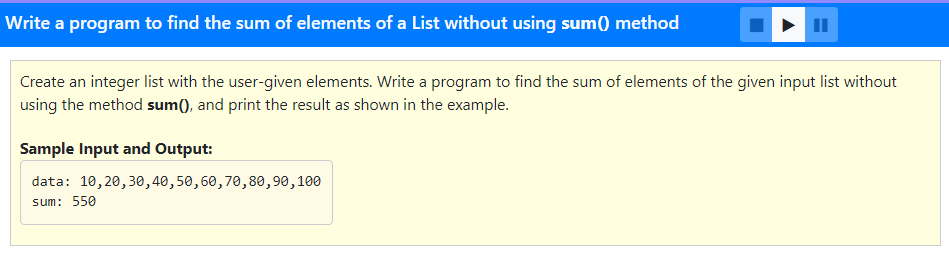 Write a program to find the sum of elements of a List without using sum() method
Create an integer list with the user-given elements. Write a program to find the sum of elements of the given input list without
using the method sum(), and print the result as shown in the example.
Sample Input and Output:
data: 10,20,30,40,50,60,70,80,90,100
sum: 550